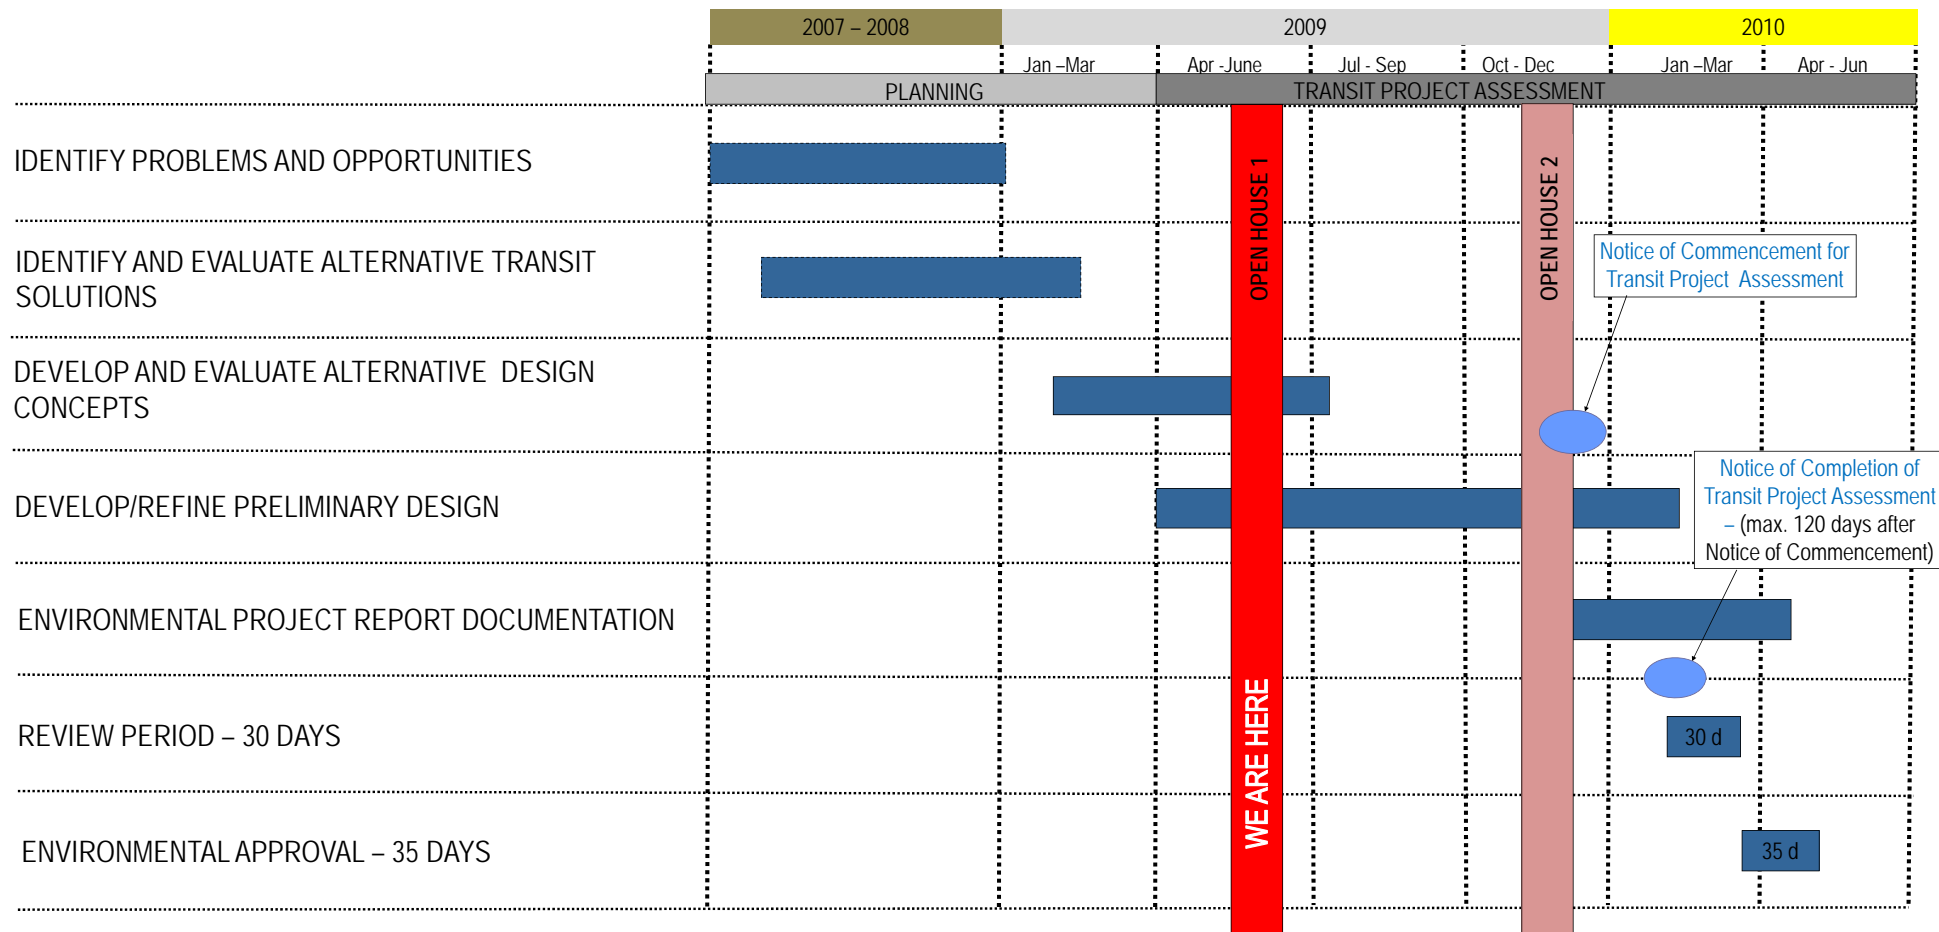 2007 – 2008
2009
2010
Jan –Mar
Apr -June
Jul - Sep
Oct - Dec
Jan –Mar
Apr - Jun
PLANNING
TRANSIT PROJECT ASSESSMENT
IDENTIFY PROBLEMS AND OPPORTUNITIES
OPEN HOUSE 1
OPEN HOUSE 2
IDENTIFY AND EVALUATE ALTERNATIVE TRANSIT
SOLUTIONS
Notice of Commencement for
Transit Project Assessment
DEVELOP AND EVALUATE ALTERNATIVE DESIGN
CONCEPTS
DEVELOP/REFINE PRELIMINARY DESIGN
Notice of Completion of
Transit Project Assessment
– (max. 120 days after
Notice of Commencement)
ENVIRONMENTAL PROJECT REPORT DOCUMENTATION
WE ARE HERE
REVIEW PERIOD – 30 DAYS
30 d
ENVIRONMENTAL APPROVAL – 35 DAYS
35 d